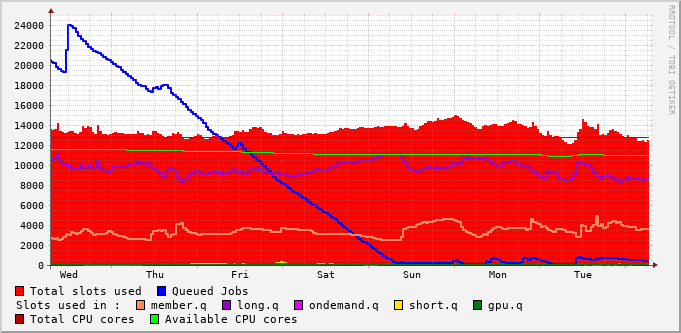 RRDTOOL / TOBI OETIKER
24000
22000
20000
18000
16000
14000
12000
10000
8000
6000
4000
2000
0
Wed Thu Fri Sat Sun Mon Tue
Total slots used Queued Jobs
Slots used in : member.q long.q ondemand.q short.q gpu.q
Total CPU cores Available CPU cores